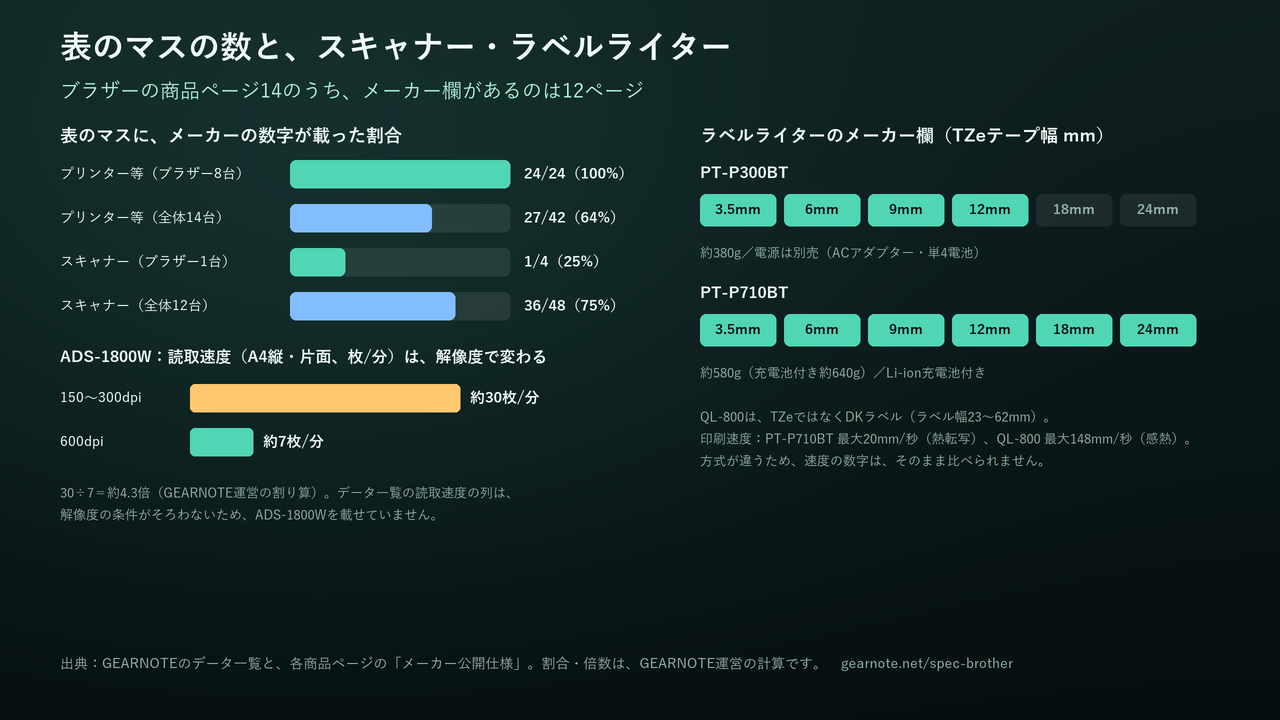 表のマスの数と、スキャナー・ラベルライター
ブラザーの商品ページ14のうち、メーカー欄があるのは12ページ
表のマスに、メーカーの数字が載った割合
プリンター等（ブラザー8台） 24/24（100%）
プリンター等（全体14台） 27/42（64%）
スキャナー（ブラザー1台） 1/4（25%）
スキャナー（全体12台） 36/48（75%）
ADS-1800W：読取速度（A4縦・片面、枚/分）は、解像度で変わる
150〜300dpi 約30枚/分
600dpi 約7枚/分
30÷7＝約4.3倍（GEARNOTE運営の割り算）。データ一覧の読取速度の列は、
解像度の条件がそろわないため、ADS-1800Wを載せていません。
ラベルライターのメーカー欄（TZeテープ幅 mm）
PT-P300BT
3.5mm 6mm 9mm 12mm 18mm 24mm
約380g／電源は別売（ACアダプター・単4電池）
PT-P710BT
3.5mm 6mm 9mm 12mm 18mm 24mm
約580g（充電池付き約640g）／Li-ion充電池付き
QL-800は、TZeではなくDKラベル（ラベル幅23〜62mm）。
印刷速度：PT-P710BT 最大20mm/秒（熱転写）、QL-800 最大148mm/秒（感熱）。
方式が違うため、速度の数字は、そのまま比べられません。
出典：GEARNOTEのデータ一覧と、各商品ページの「メーカー公開仕様」。割合・倍数は、GEARNOTE運営の計算です。 gearnote.net/spec-brother